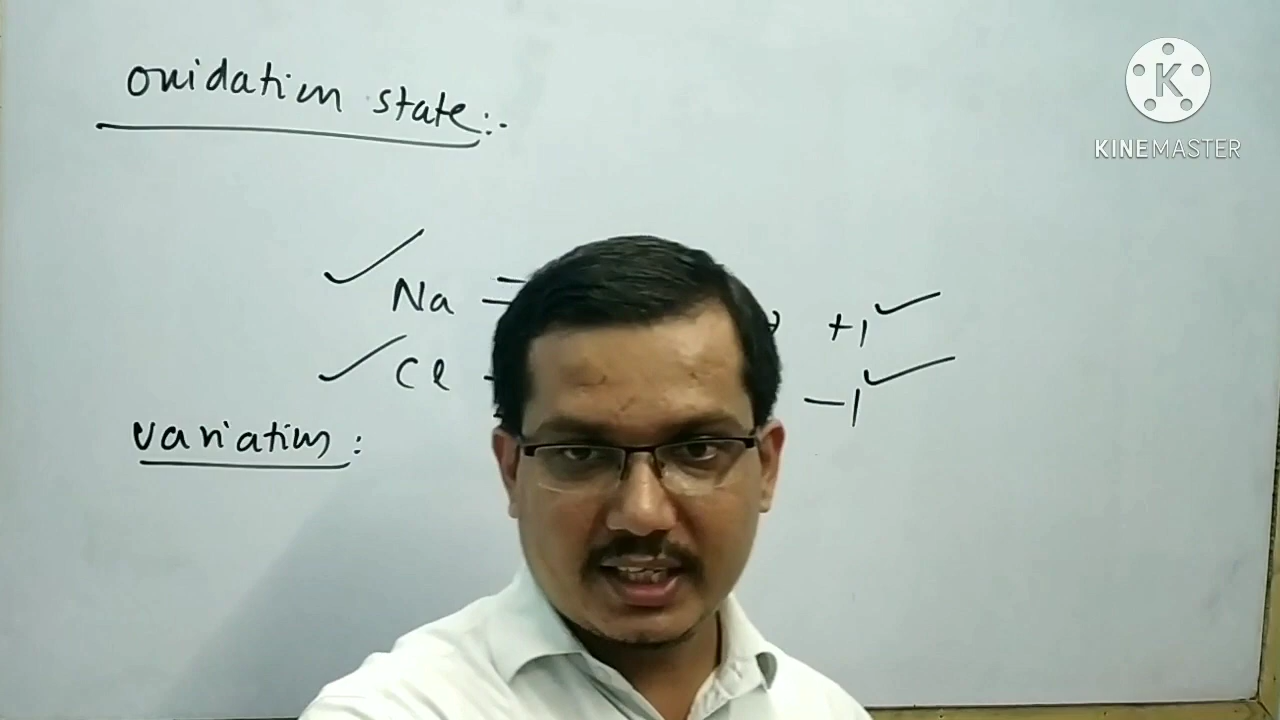 oxidation state:-
K
KINEMASTER
Na = +1
Cl -1
variation :